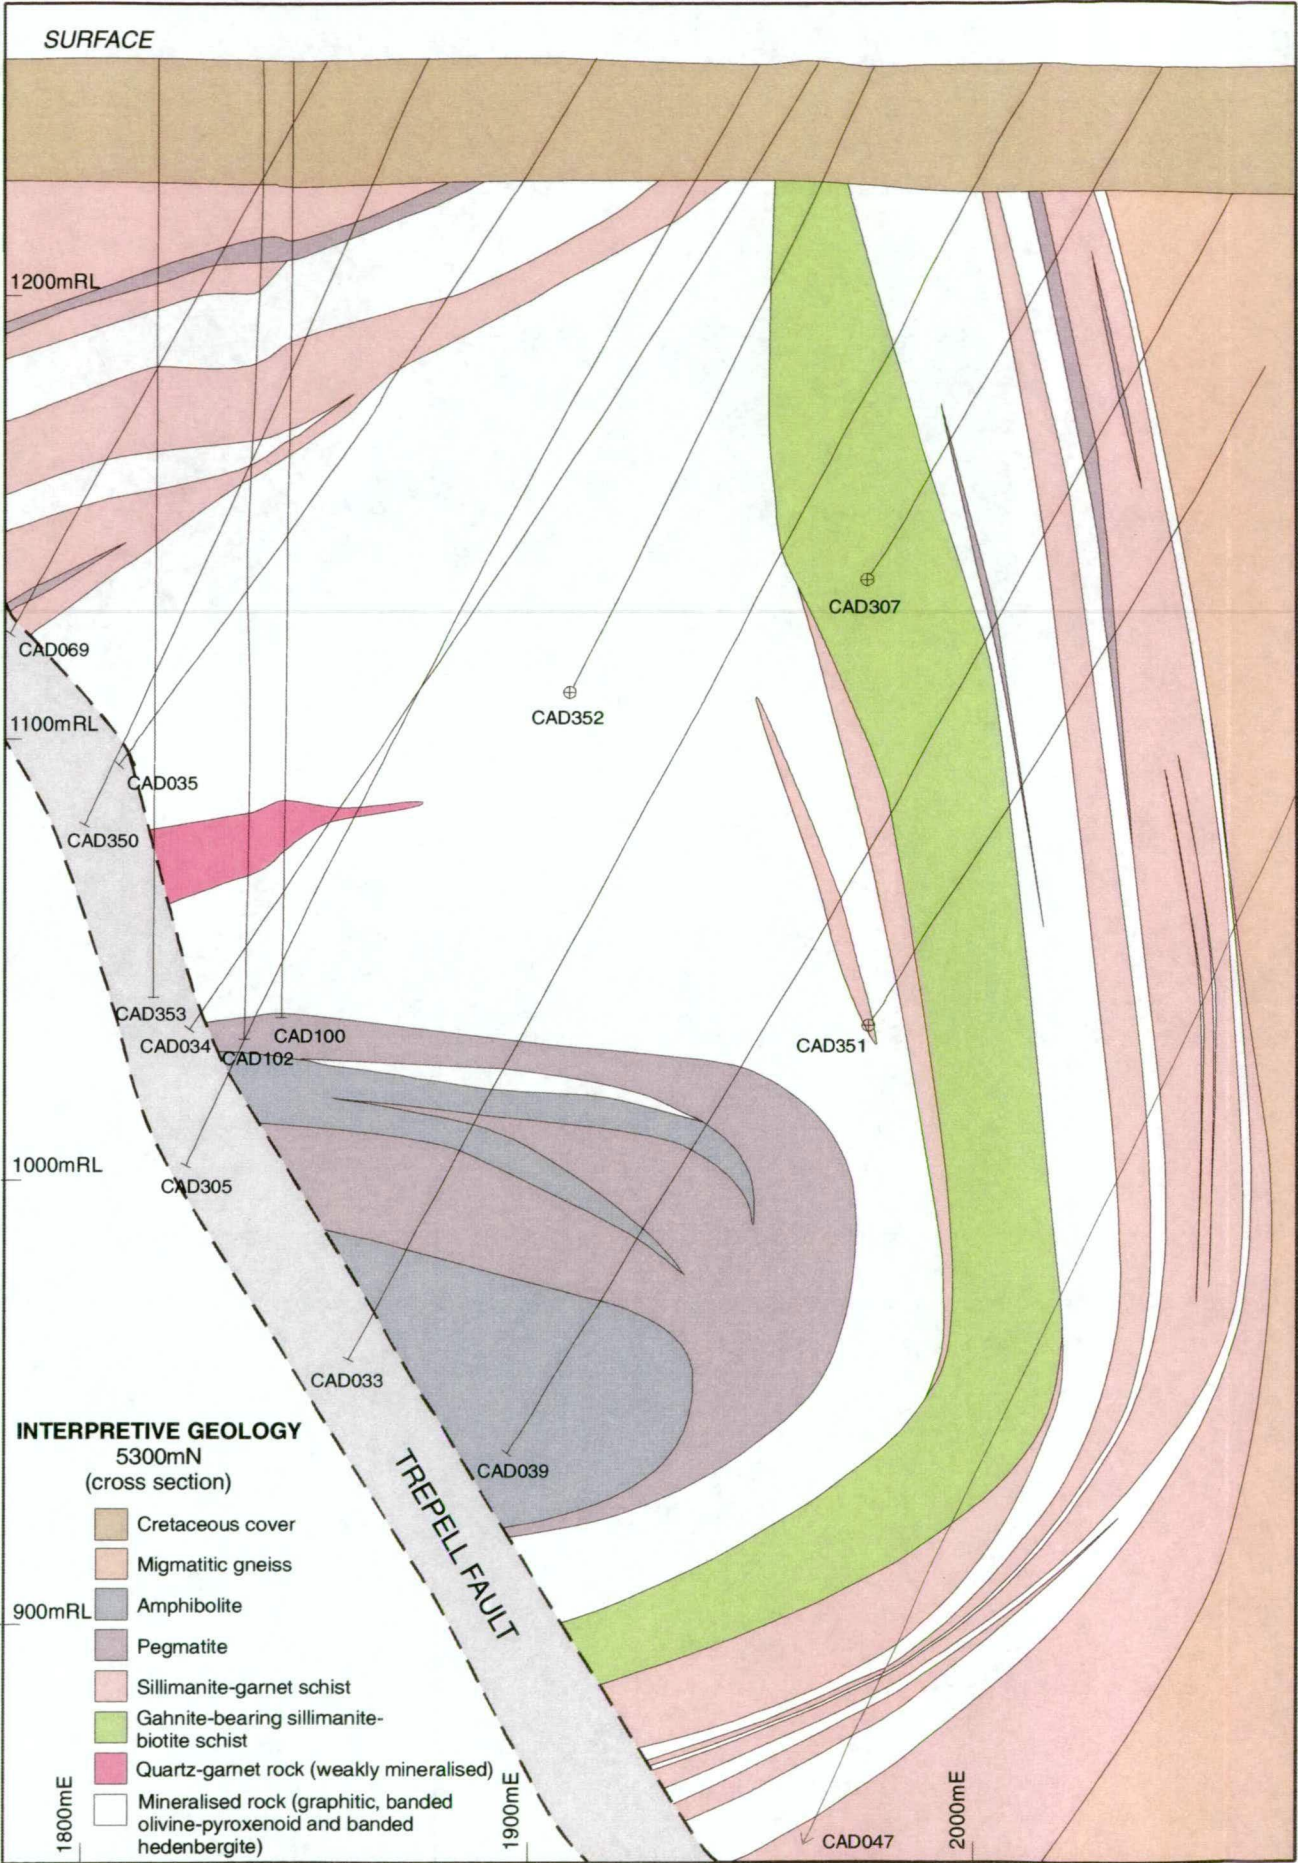 SURFACE
1200mRL
CAD307
CAD069
CAD352
1100mRL
CAD035
CAD350
CAD353
CAD034
CAD100
CAD102
CAD351
1000mRL
CAD305
CAD033
INTERPRETIVE GEOLOGY
5300mN
(cross section)
CAD039
TREPELL FAULT
Cretaceous cover
Migmatitic gneiss
Amphibolite
900mRL
Pegmatite
Sillimanite-garnet schist
Gahnite-bearing sillimanite-
biotite schist
Quartz-garnet rock (weakly mineralised)
Mineralised rock (graphitic, banded
olivine-pyroxenoid and banded
hedenbergite)
1800mE
1900mE
2000mE
CAD047